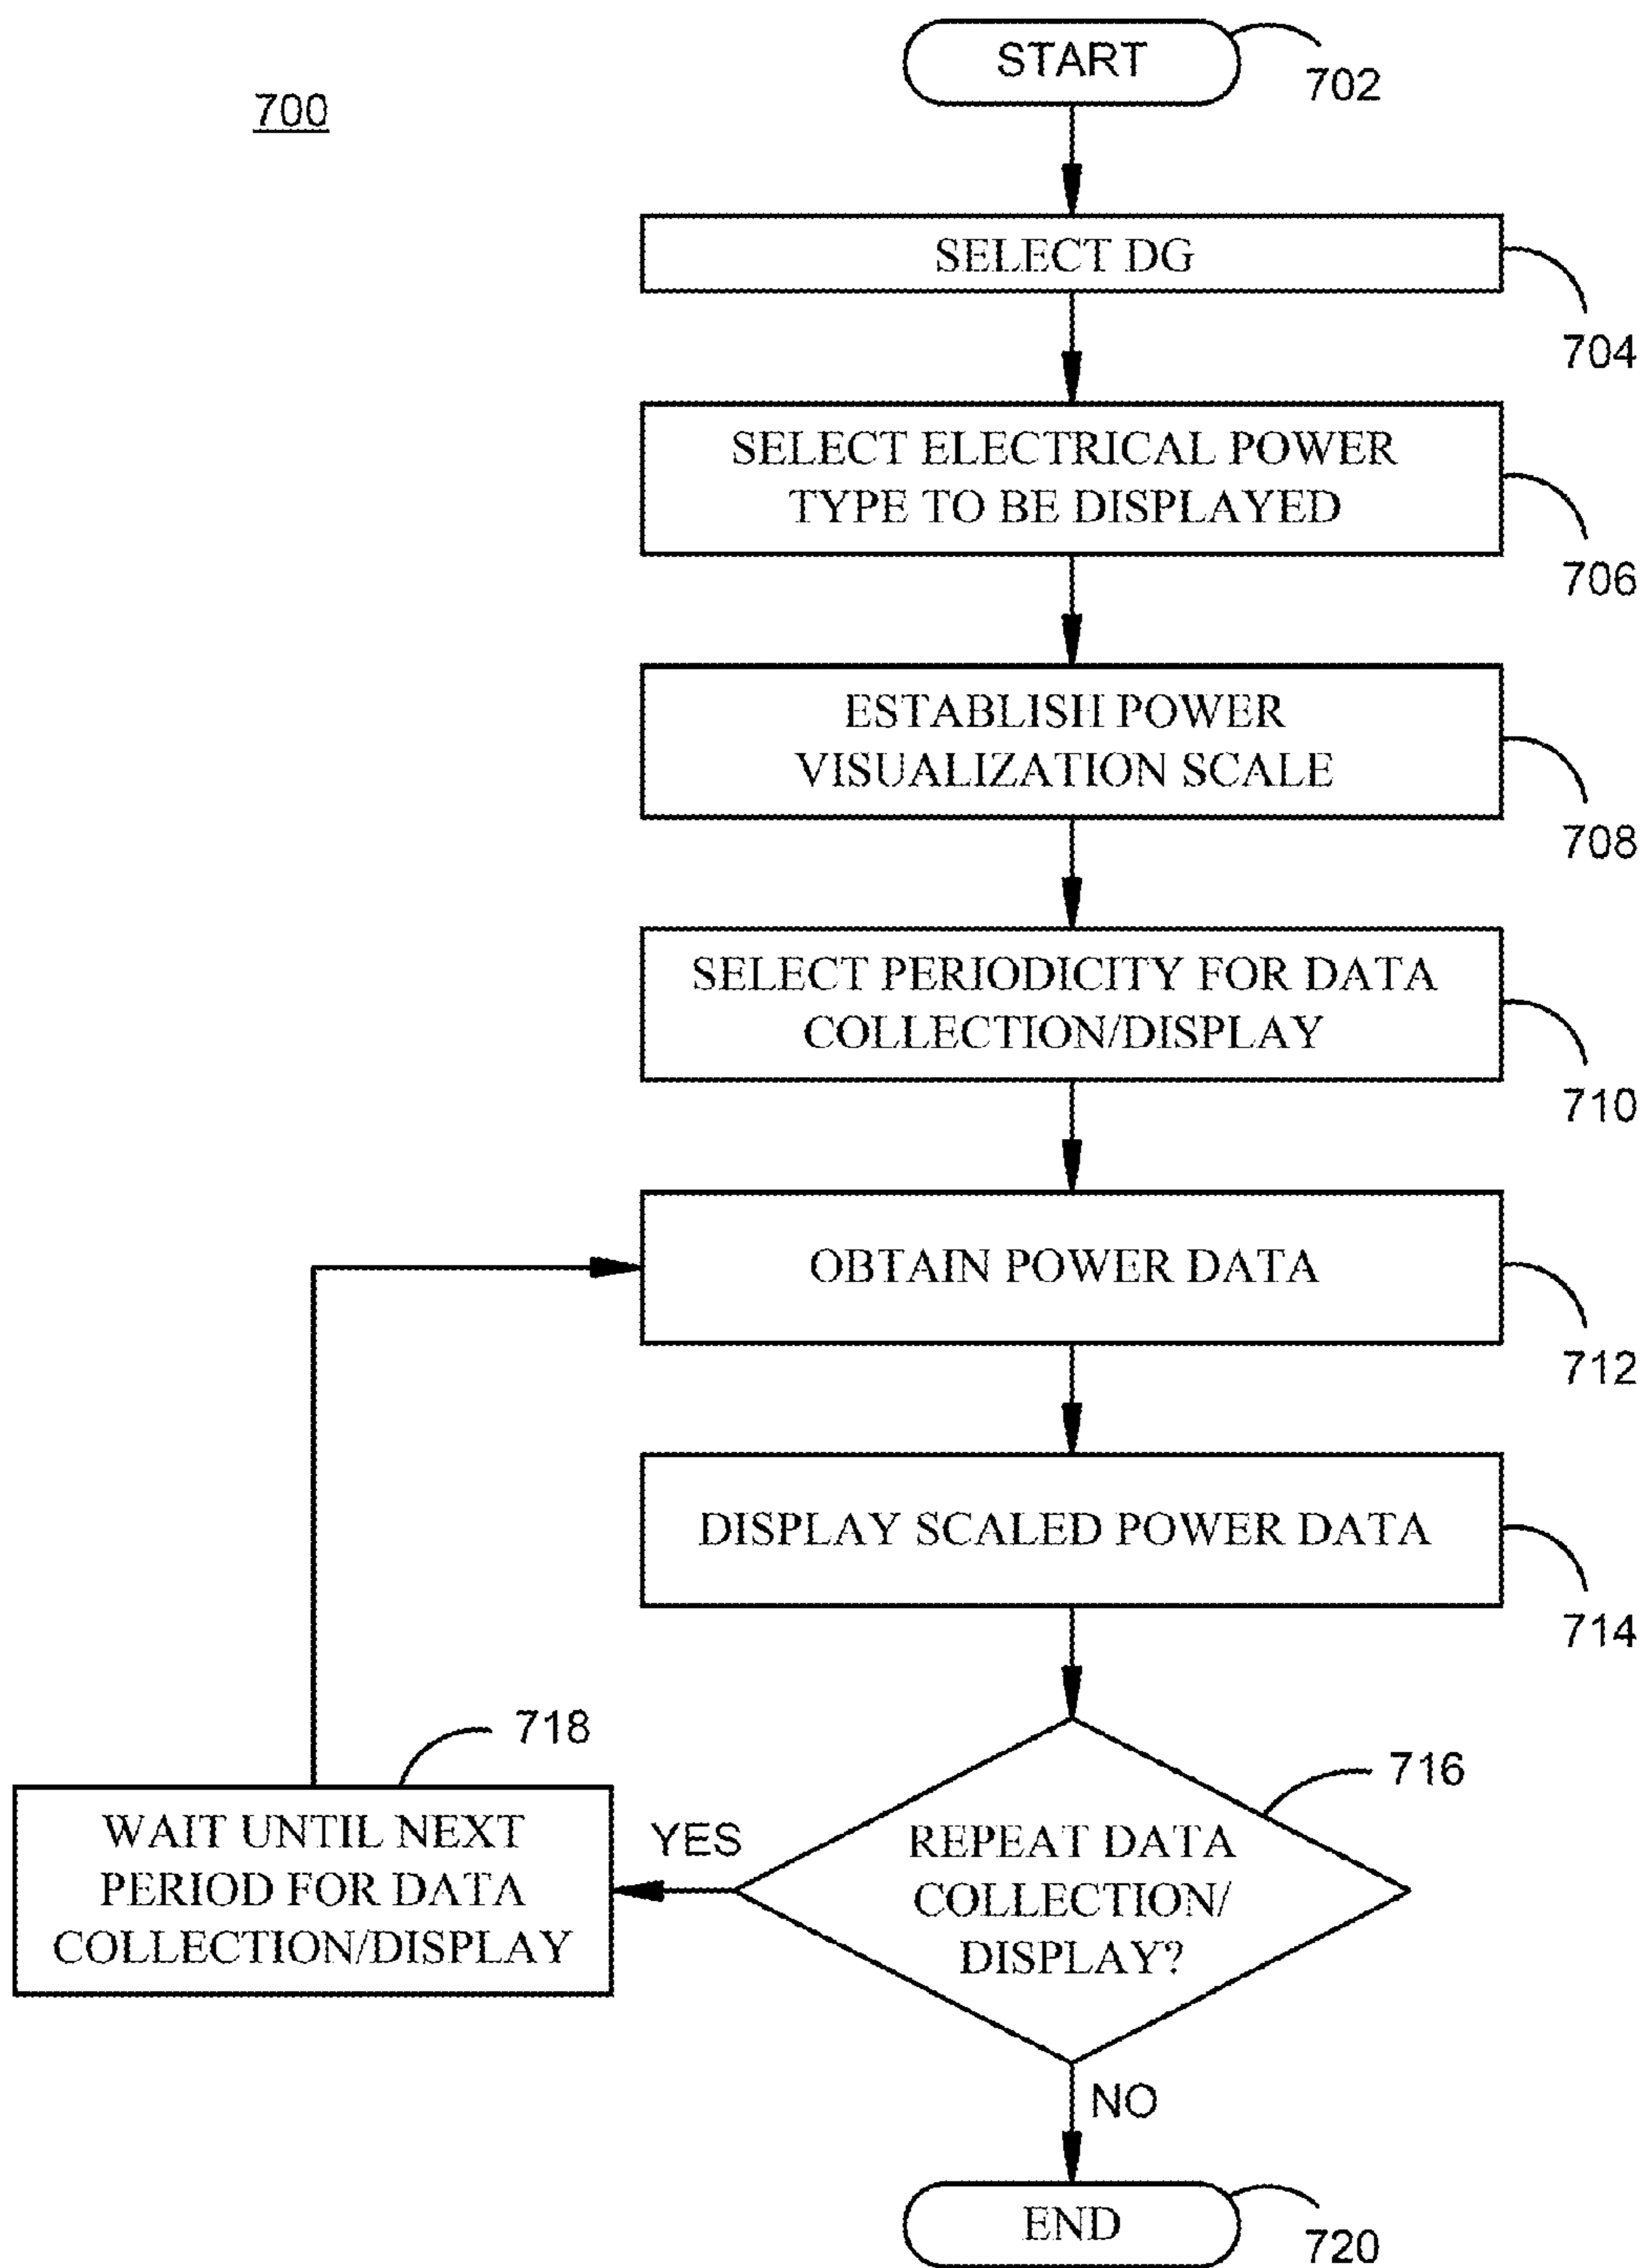 START
702
700
SELECT DG
704
SELECT ELECTRICAL POWER
TYPE TO BE DISPLAYED
706
ESTABLISH POWER
VISUALIZATION SCALE
708
SELECT PERIODICITY FOR DATA
COLLECTION/DISPLAY
710
OBTAIN POWER DATA
712
DISPLAY SCALED POWER DATA
714
718
WAIT UNTIL NEXT
PERIOD FOR DATA
COLLECTION/DISPLAY
YES
716
REPEAT DATA
COLLECTION/
DISPLAY?
NO
END
720